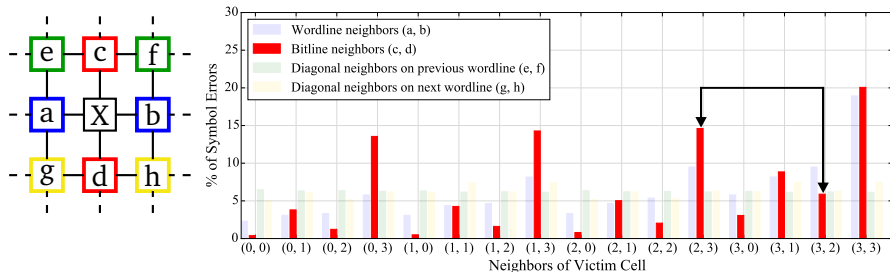 e c f
a X b
g d h
% of Symbol Errors
30
25
20
15
10
5
0
Wordline neighbors (a, b)
Bitline neighbors (c, d)
Diagonal neighbors on previous wordline (e, f)
Diagonal neighbors on next wordline (g, h)
(0, 0) (0, 1) (0, 2) (0, 3) (1, 0) (1, 1) (1, 2) (1, 3) (2, 0) (2, 1) (2, 2) (2, 3) (3, 0) (3, 1) (3, 2) (3, 3)
Neighbors of Victim Cell